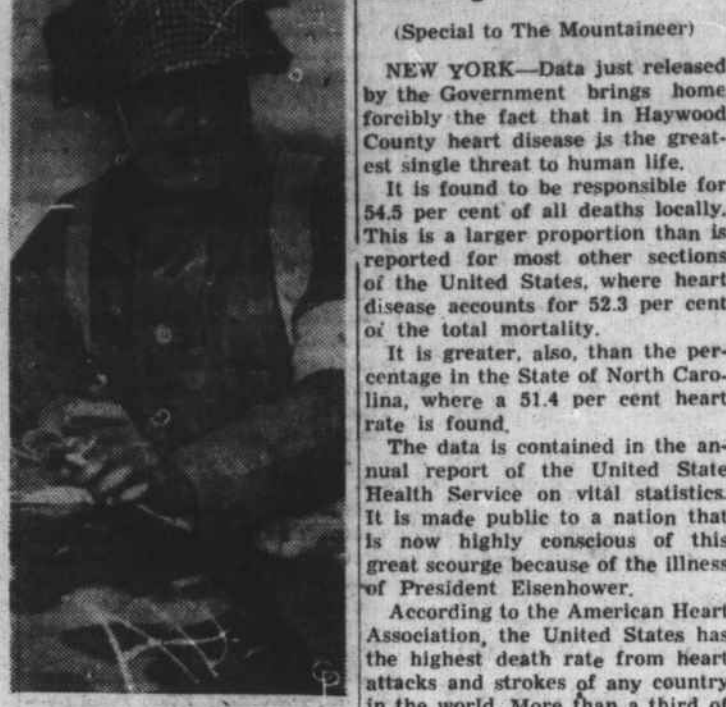 (Special to The Mountaineer)
NEW YORK—Data just released
by the Government brings home
forcibly the fact that in Haywood
County heart disease is the great-
est single threat to human life.
It is found to be responsible for
54.5 per cent of all deaths locally.
This is a larger proportion than is
reported for most other sections
of the United States, where heart
disease accounts for 52.3 per cent
of the total mortality.
It is greater, also, than the per-
centage in the State of North Caro-
lina, where a 51.4 per cent heart
rate is found.
The data is contained in the an-
nual report of the United State
Health Service on vital statistics.
It is made public to a nation that
is now highly conscious of this
great scourge because of the illness
of President Eisenhower.
According to the American Heart
Association, the United States has
the highest death rate from heart
attacks and strokes of any country
in the world. More than a third of
CP